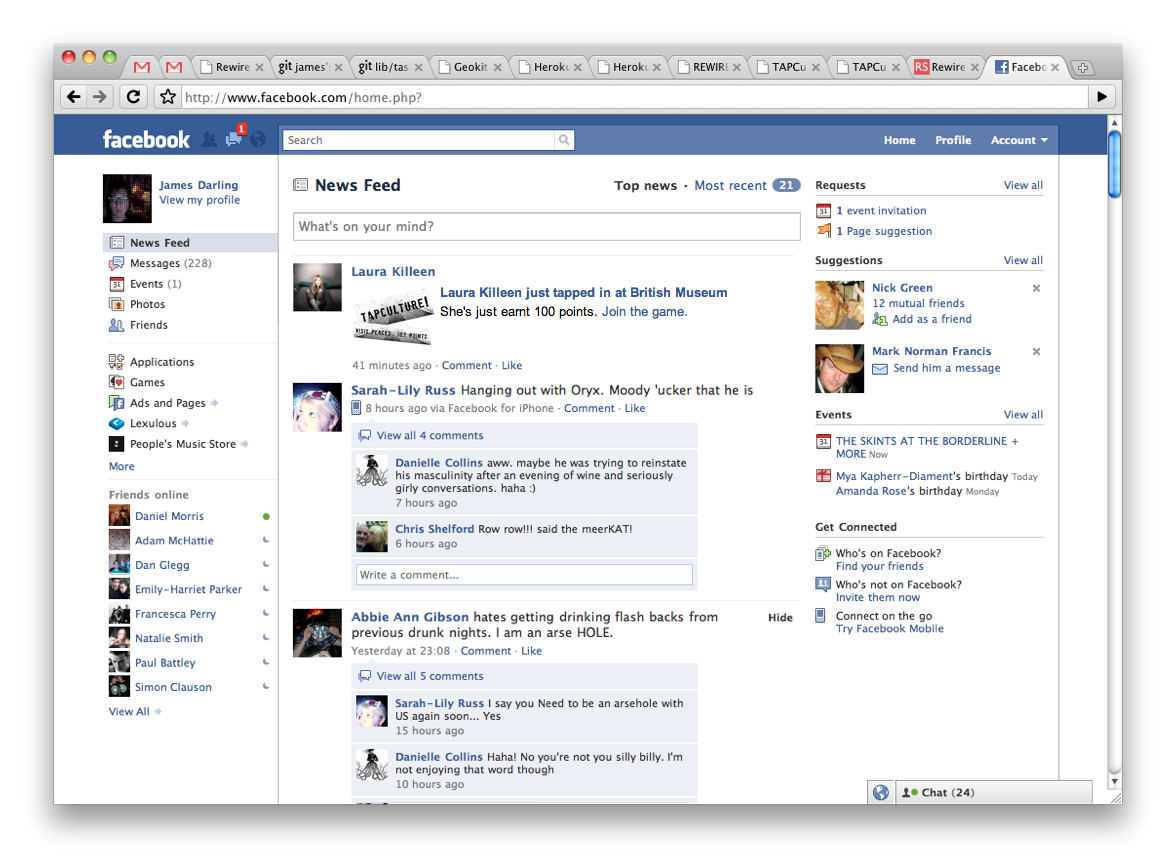 Rewire
git james'
git lib/tas
Geokit
Heroku
Heroku
REWIRE
TAPCu
TAPCu
RS Rewire
Facebo
http://www.facebook.com/home.php?
facebook
1
Search
Home Profile Account
James Darling
View my profile
News Feed
Messages (228)
Events (1)
Photos
Friends
Applications
Games
Ads and Pages
Lexulous
People's Music Store
More
Friends online
Daniel Morris
Adam McHattie
Dan Glegg
Emily-Harriet Parker
Francesca Perry
Natalie Smith
Paul Battley
Simon Clauson
View All
News Feed
Top news · Most recent 21
What's on your mind?
Laura Killeen
TAPCULTURE!
VISIT PLACES, GET POINTS
Laura Killeen just tapped in at British Museum
She's just earnt 100 points. Join the game.
41 minutes ago · Comment · Like
Sarah-Lily Russ Hanging out with Oryx. Moody 'ucker that he is
8 hours ago via Facebook for iPhone · Comment · Like
View all 4 comments
Danielle Collins aww. maybe he was trying to reinstate
his masculinity after an evening of wine and seriously
girly conversations. haha :)
7 hours ago
Chris Shelford Row row!!! said the meerKAT!
6 hours ago
Write a comment...
Abbie Ann Gibson hates getting drinking flash backs from
previous drunk nights. I am an arse HOLE.
Hide
Yesterday at 23:08 · Comment · Like
View all 5 comments
Sarah-Lily Russ I say you Need to be an arsehole with
US again soon... Yes
15 hours ago
Danielle Collins Haha! No you're not you silly billy. I'm
not enjoying that word though
10 hours ago
Requests View all
31 1 event invitation
1 Page suggestion
Suggestions View all
Nick Green
12 mutual friends
Add as a friend
Mark Norman Francis
Send him a message
Events View all
31 THE SKINTS AT THE BORDERLINE +
MORE Now
Mya Kapherr-Diament's birthday Today
Amanda Rose's birthday Monday
Get Connected
Who's on Facebook?
Find your friends
Who's not on Facebook?
Invite them now
Connect on the go
Try Facebook Mobile
Chat (24)